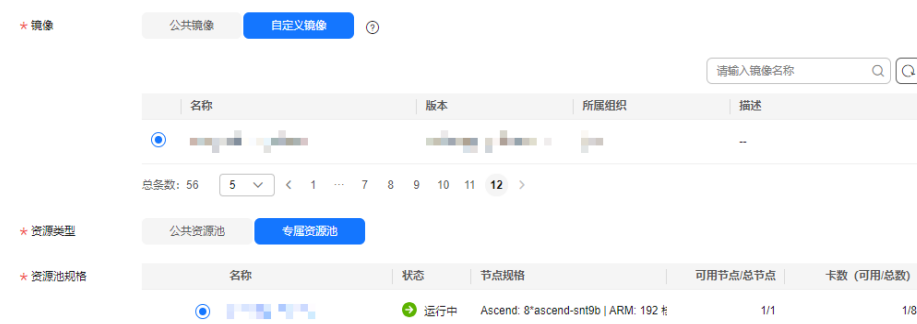 * 镜像 公共镜像 自定义镜像 ?
请输入镜像名称
名称 版本 所属组织 描述
--
总条数: 56 5 < 1 ··· 7 8 9 10 11 12 >
* 资源类型 公共资源池 专属资源池
* 资源池规格 名称 状态 节点规格 可用节点/总节点 卡数（可用/总数）
运行中 Ascend: 8*ascend-snt9b | ARM: 192 1/1 1/8